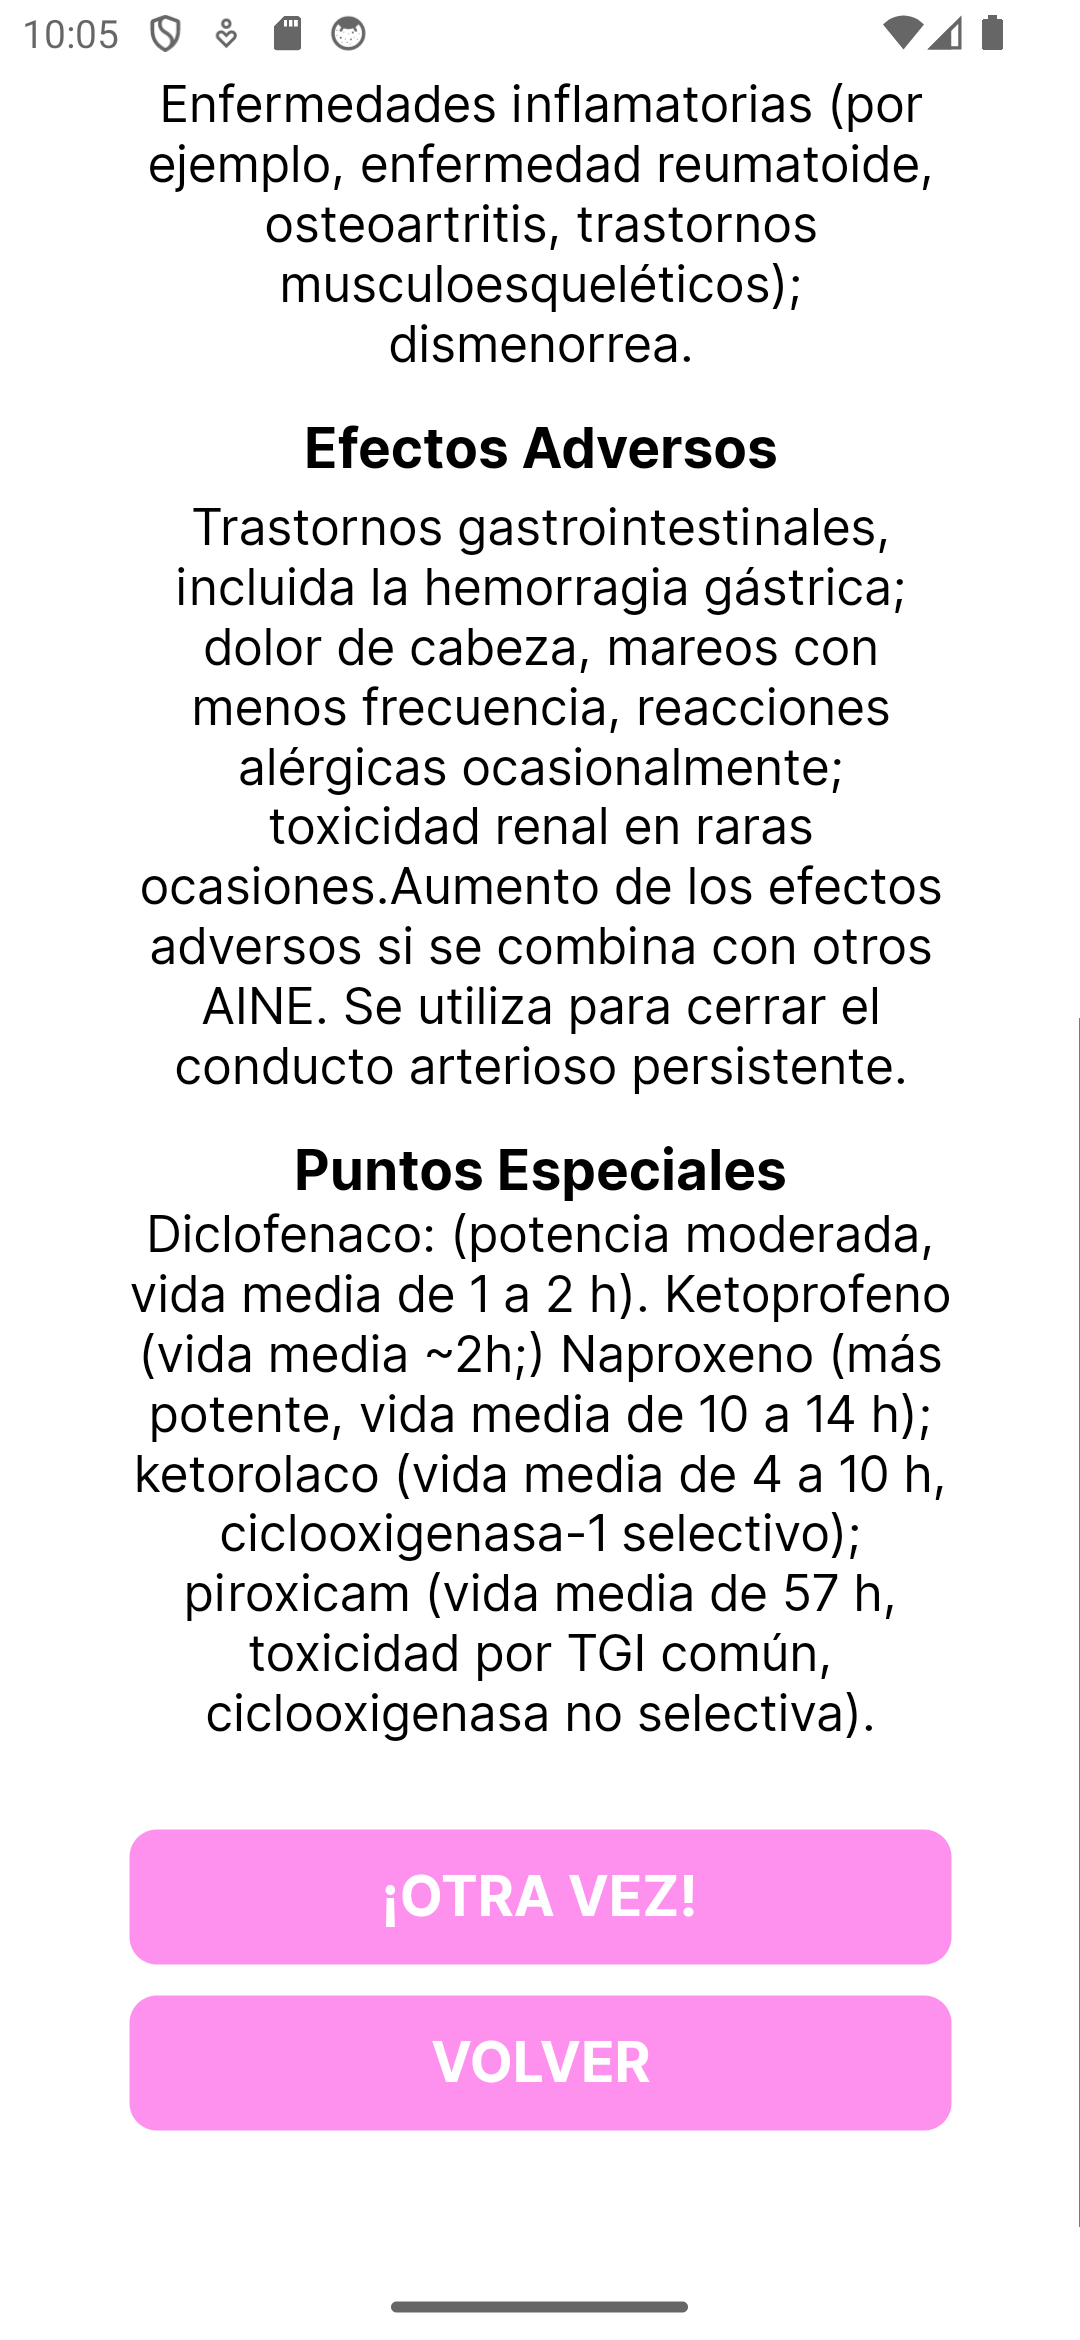 10:05
Enfermedades inflamatorias (por
ejemplo, enfermedad reumatoide,
osteoartritis, trastornos
musculoesqueléticos);
dismenorrea.
Efectos Adversos
Trastornos gastrointestinales,
incluida la hemorragia gástrica;
dolor de cabeza, mareos con
menos frecuencia, reacciones
alérgicas ocasionalmente;
toxicidad renal en raras
ocasiones.Aumento de los efectos
adversos si se combina con otros
AINE. Se utiliza para cerrar el
conducto arterioso persistente.
Puntos Especiales
Diclofenaco: (potencia moderada,
vida media de 1 a 2 h). Ketoprofeno
(vida media ~2h;) Naproxeno (más
potente, vida media de 10 a 14 h);
ketorolaco (vida media de 4 a 10 h,
ciclooxigenasa-1 selectivo);
piroxicam (vida media de 57 h,
toxicidad por TGI común,
ciclooxigenasa no selectiva).
¡OTRA VEZ!
VOLVER